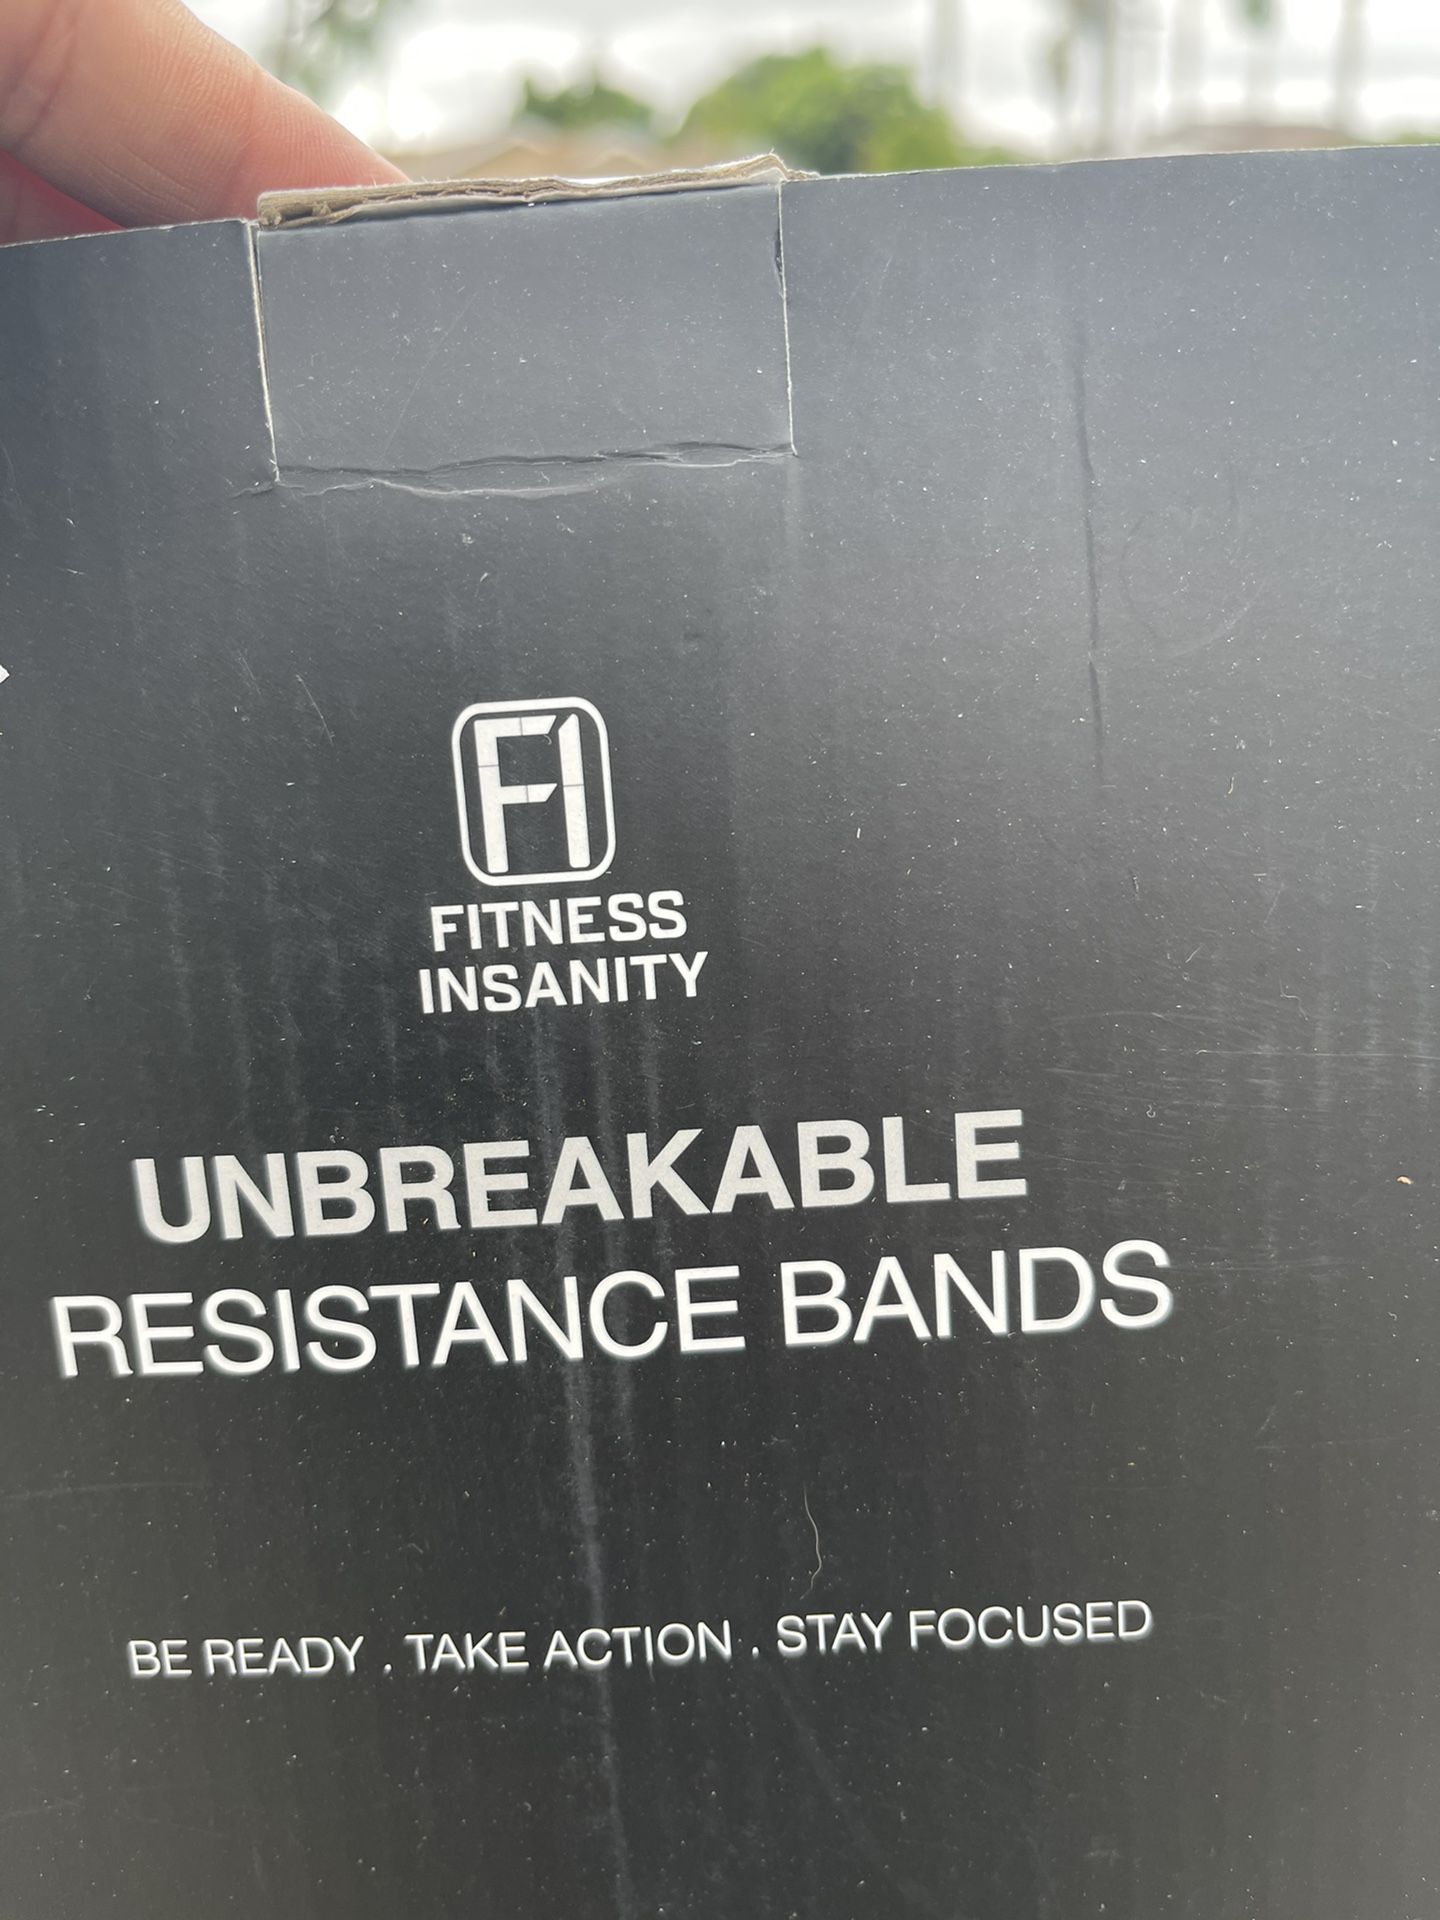 FI
FITNESS
INSANITY
UNBREAKABLE
RESISTANCE BANDS
BE READY . TAKE ACTION . STAY FOCUSED